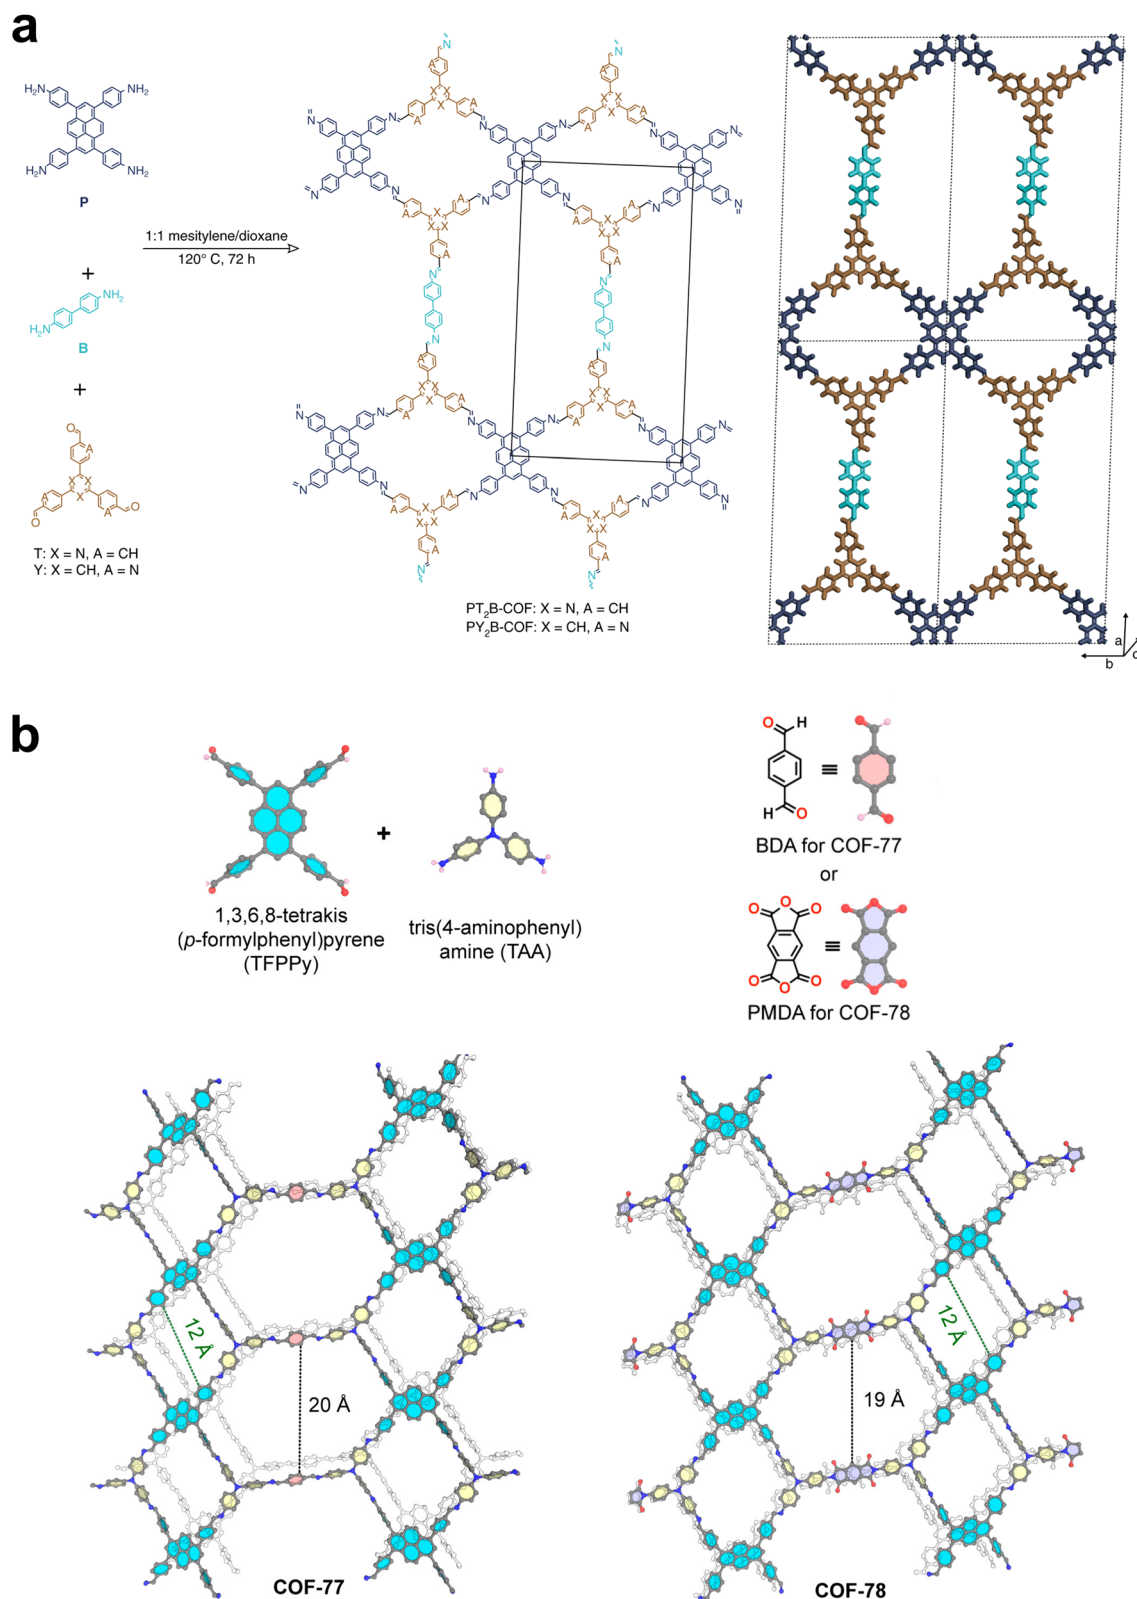 a
H₂N
NH₂
H₂N
NH₂
P
+
NH₂
H₂N
B
+
O
A
X X
X
A
A
O
O
T: X = N, A = CH
Y: X = CH, A = N
1:1 mesitylene/dioxane
120° C, 72 h
PT₂B-COF: X = N, A = CH
PY₂B-COF: X = CH, A = N
a
b
c
b
+
1,3,6,8-tetrakis
(p-formylphenyl)pyrene
(TFPPy)
tris(4-aminophenyl)
amine (TAA)
O H
≡
H O
BDA for COF-77
or
O O O
≡
O O O
PMDA for COF-78
12 Å
20 Å
COF-77
12 Å
19 Å
COF-78